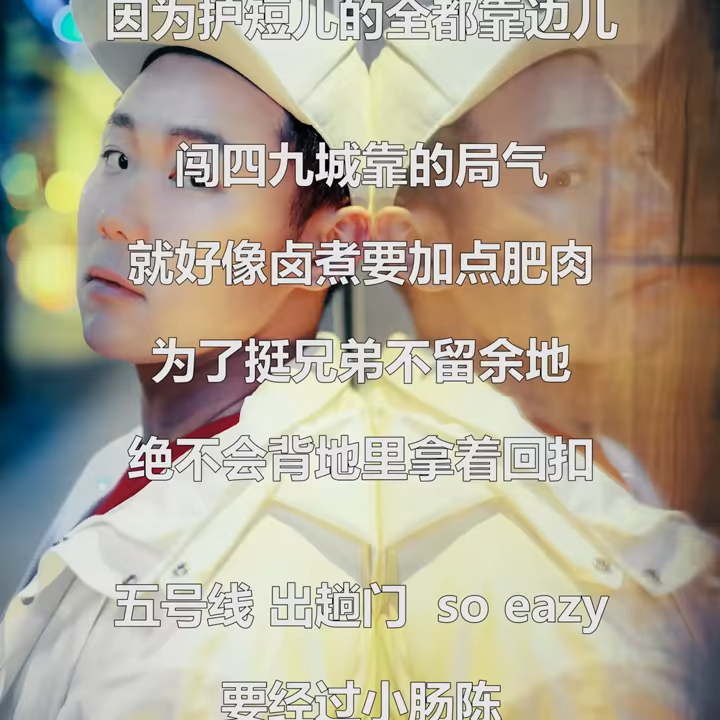 因为护短儿的全都靠边儿
闯四九城靠的局气
就好像卤煮要加点肥肉
为了挺兄弟不留余地
绝不会背地里拿着回扣
五号线 出趟门 so eazy
要经过小肠陈